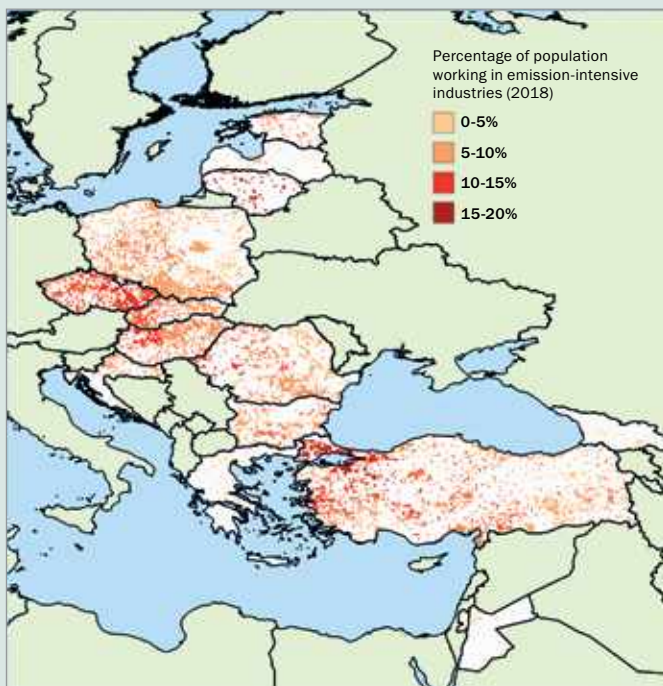 Percentage of population
working in emission-intensive
industries (2018)
0-5%
5-10%
10-15%
15-20%